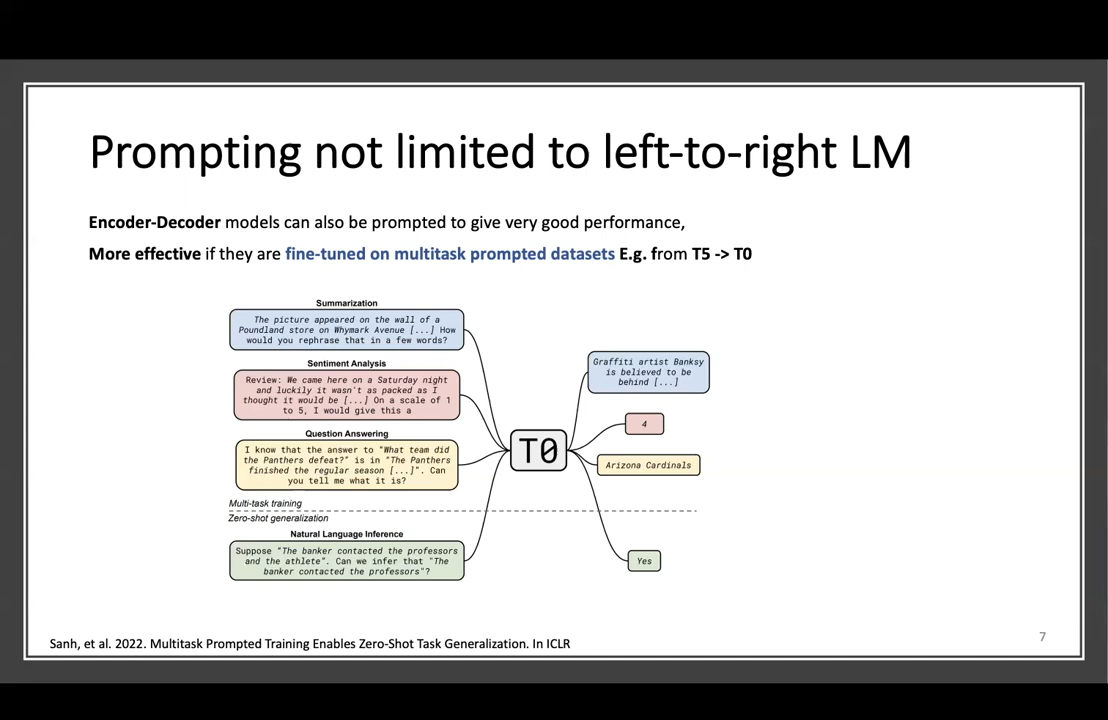 Prompting not limited to left-to-right LM
Encoder-Decoder models can also be prompted to give very good performance,
More effective if they are fine-tuned on multitask prompted datasets E.g. from T5 -> T0
Summarization
The picture appeared on the wall of a
Poundland store on Whymark Avenue [...] How
would you rephrase that in a few words?
Sentiment Analysis
Review: We came here on a Saturday night
and luckily it wasn't as packed as I
thought it would be [...] On a scale of 1
to 5, I would give this a
Question Answering
I know that the answer to "What team did
the Panthers defeat?" is in "The Panthers
finished the regular season [...]". Can
you tell me what it is?
Multi-task training
Zero-shot generalization
Natural Language Inference
Suppose "The banker contacted the professors
and the athlete". Can we infer that "The
banker contacted the professors"?
T0
Graffiti artist Banksy
is believed to be
behind [...]
4
Arizona Cardinals
Yes
Sanh, et al. 2022. Multitask Prompted Training Enables Zero-Shot Task Generalization. In ICLR
7